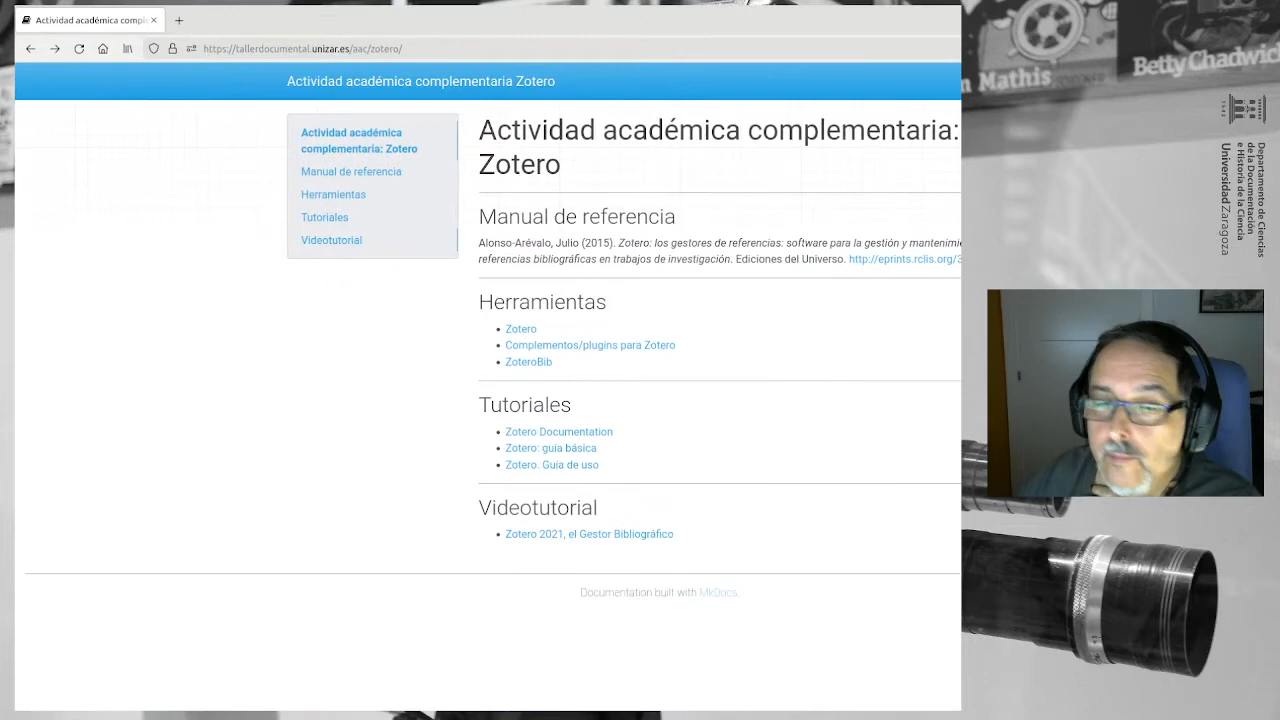 Actividad académica comple
https://tallerdocumental.unizar.es/aac/zotero/
Actividad académica complementaria Zotero
Actividad académica
complementaria: Zotero
Manual de referencia
Herramientas
Tutoriales
Videotutorial
Actividad académica complementaria:
Zotero
Manual de referencia
Alonso-Arévalo, Julio (2015). Zotero: los gestores de referencias: software para la gestión y mantenimie
referencias bibliográficas en trabajos de investigación. Ediciones del Universo. http://eprints.rclis.org/3
Herramientas
Zotero
Complementos/plugins para Zotero
ZoteroBib
Tutoriales
Zotero Documentation
Zotero: guía básica
Zotero. Guía de uso
Videotutorial
Zotero 2021, el Gestor Bibliográfico
Documentation built with MkDocs.
Mathis
Betty Chadwick
1542
Departamento de Ciencias
de la Documentación
e Historia de la Ciencia
Universidad Zaragoza